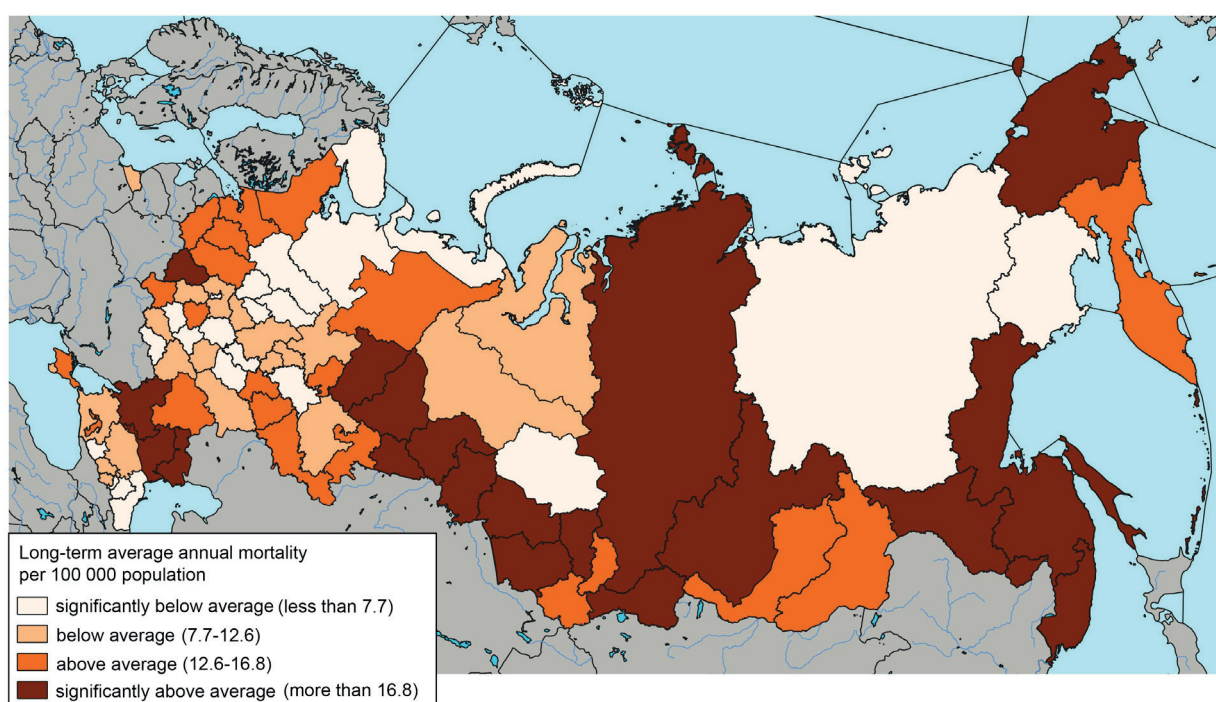 Long-term average annual mortality
per 100 000 population
significantly below average (less than 7.7)
below average (7.7-12.6)
above average (12.6-16.8)
significantly above average (more than 16.8)